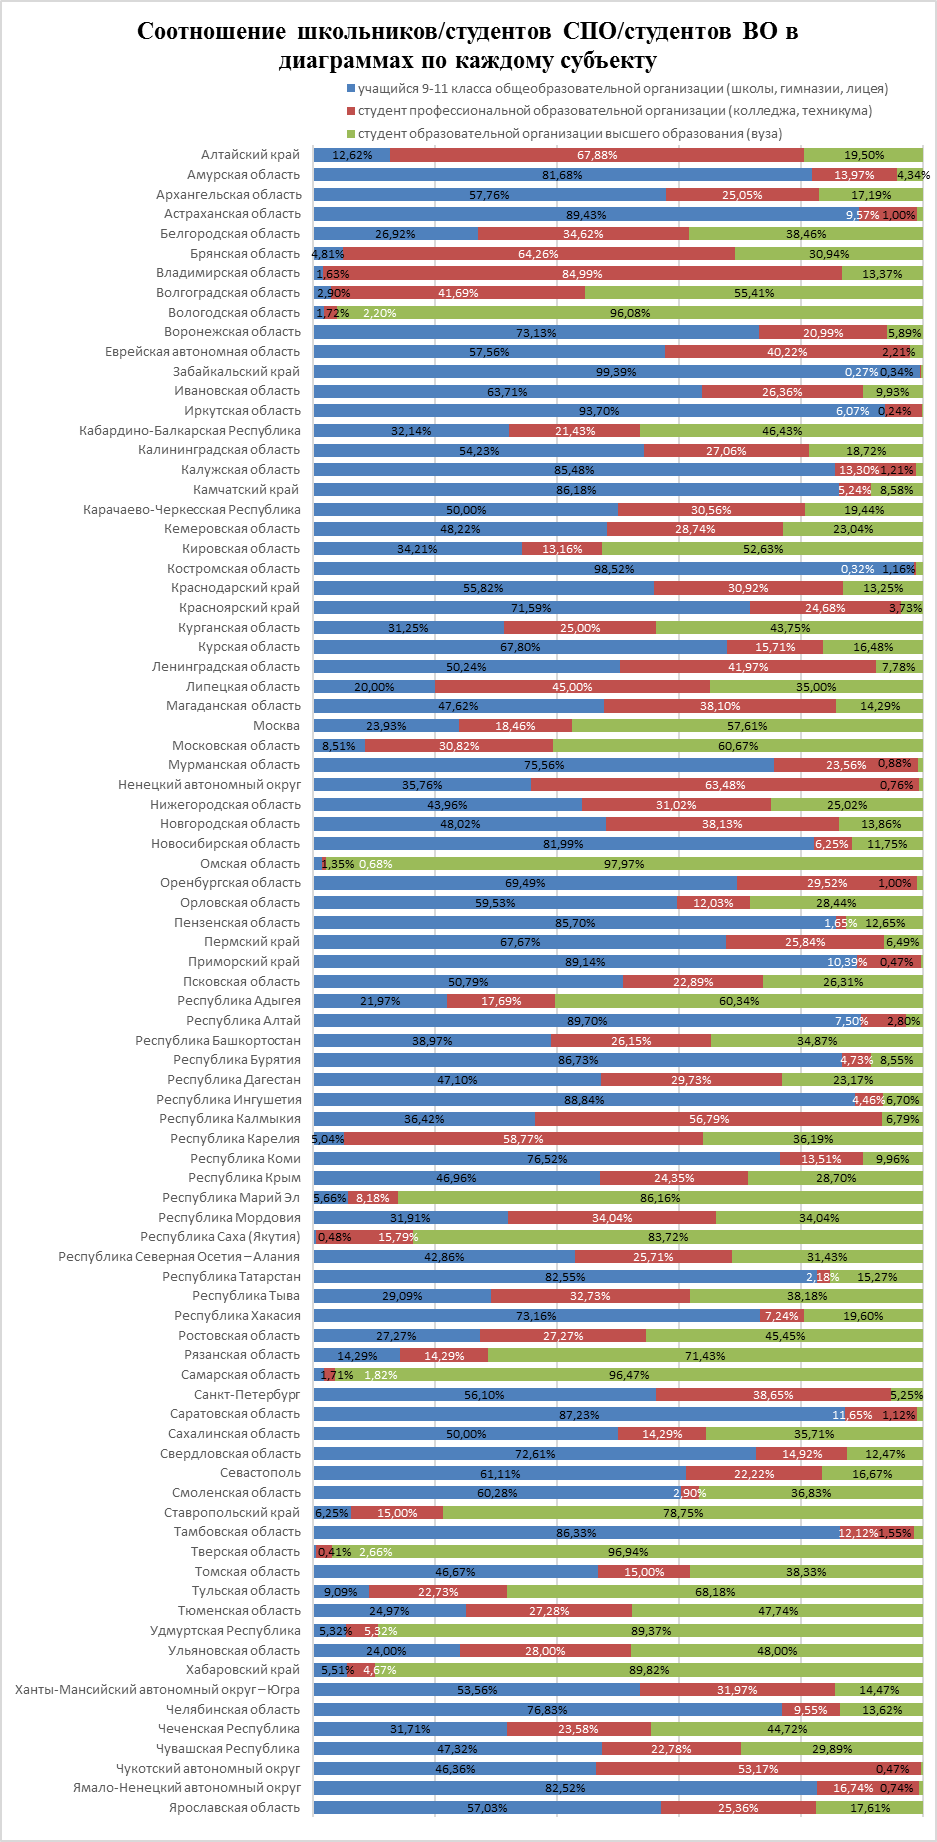 Соотношение школьников/студентов СПО/студентов ВО в
диаграммах по каждому субъекту
учащийся 9-11 класса общеобразовательной организации (школы, гимназии, лицея)
студент профессиональной образовательной организации (колледжа, техникума)
студент образовательной организации высшего образования (вуза)
Алтайский край 12,62% 67,88% 19,50%
Амурская область 81,68% 13,97% 4,34%
Архангельская область 57,76% 25,05% 17,19%
Астраханская область 89,43% 9,57% 1,00%
Белгородская область 26,92% 34,62% 38,46%
Брянская область 4,81% 64,26% 30,94%
Владимирская область 1,63% 84,99% 13,37%
Волгоградская область 2,90% 41,69% 55,41%
Вологодская область 1,72% 2,20% 96,08%
Воронежская область 73,13% 20,99% 5,89%
Еврейская автономная область 57,56% 40,22% 2,21%
Забайкальский край 99,39% 0,27% 0,34%
Ивановская область 63,71% 26,36% 9,93%
Иркутская область 93,70% 6,07% 0,24%
Кабардино-Балкарская Республика 32,14% 21,43% 46,43%
Калининградская область 54,23% 27,06% 18,72%
Калужская область 85,48% 13,30% 1,21%
Камчатский край 86,18% 5,24% 8,58%
Карачаево-Черкесская Республика 50,00% 30,56% 19,44%
Кемеровская область 48,22% 28,74% 23,04%
Кировская область 34,21% 13,16% 52,63%
Костромская область 98,52% 0,32% 1,16%
Краснодарский край 55,82% 30,92% 13,25%
Красноярский край 71,59% 24,68% 3,73%
Курганская область 31,25% 25,00% 43,75%
Курская область 67,80% 15,71% 16,48%
Ленинградская область 50,24% 41,97% 7,78%
Липецкая область 20,00% 45,00% 35,00%
Магаданская область 47,62% 38,10% 14,29%
Москва 23,93% 18,46% 57,61%
Московская область 8,51% 30,82% 60,67%
Мурманская область 75,56% 23,56% 0,88%
Ненецкий автономный округ 35,76% 63,48% 0,76%
Нижегородская область 43,96% 31,02% 25,02%
Новгородская область 48,02% 38,13% 13,86%
Новосибирская область 81,99% 6,25% 11,75%
Омская область 1,35% 0,68% 97,97%
Оренбургская область 69,49% 29,52% 1,00%
Орловская область 59,53% 12,03% 28,44%
Пензенская область 85,70% 1,65% 12,65%
Пермский край 67,67% 25,84% 6,49%
Приморский край 89,14% 10,39% 0,47%
Псковская область 50,79% 22,89% 26,31%
Республика Адыгея 21,97% 17,69% 60,34%
Республика Алтай 89,70% 7,50% 2,80%
Республика Башкортостан 38,97% 26,15% 34,87%
Республика Бурятия 86,73% 4,73% 8,55%
Республика Дагестан 47,10% 29,73% 23,17%
Республика Ингушетия 88,84% 4,46% 6,70%
Республика Калмыкия 36,42% 56,79% 6,79%
Республика Карелия 5,04% 58,77% 36,19%
Республика Коми 76,52% 13,51% 9,96%
Республика Крым 46,96% 24,35% 28,70%
Республика Марий Эл 5,66% 8,18% 86,16%
Республика Мордовия 31,91% 34,04% 34,04%
Республика Саха (Якутия) 0,48% 15,79% 83,72%
Республика Северная Осетия – Алания 42,86% 25,71% 31,43%
Республика Татарстан 82,55% 2,18% 15,27%
Республика Тыва 29,09% 32,73% 38,18%
Республика Хакасия 73,16% 7,24% 19,60%
Ростовская область 27,27% 27,27% 45,45%
Рязанская область 14,29% 14,29% 71,43%
Самарская область 1,71% 1,82% 96,47%
Санкт-Петербург 56,10% 38,65% 5,25%
Саратовская область 87,23% 11,65% 1,12%
Сахалинская область 50,00% 14,29% 35,71%
Свердловская область 72,61% 14,92% 12,47%
Севастополь 61,11% 22,22% 16,67%
Смоленская область 60,28% 2,90% 36,83%
Ставропольский край 6,25% 15,00% 78,75%
Тамбовская область 86,33% 12,12% 1,55%
Тверская область 0,41% 2,66% 96,94%
Томская область 46,67% 15,00% 38,33%
Тульская область 9,09% 22,73% 68,18%
Тюменская область 24,97% 27,28% 47,74%
Удмуртская Республика 5,32% 5,32% 89,37%
Ульяновская область 24,00% 28,00% 48,00%
Хабаровский край 5,51% 4,67% 89,82%
Ханты-Мансийский автономный округ – Югра 53,56% 31,97% 14,47%
Челябинская область 76,83% 9,55% 13,62%
Чеченская Республика 31,71% 23,58% 44,72%
Чувашская Республика 47,32% 22,78% 29,89%
Чукотский автономный округ 46,36% 53,17% 0,47%
Ямало-Ненецкий автономный округ 82,52% 16,74% 0,74%
Ярославская область 57,03% 25,36% 17,61%